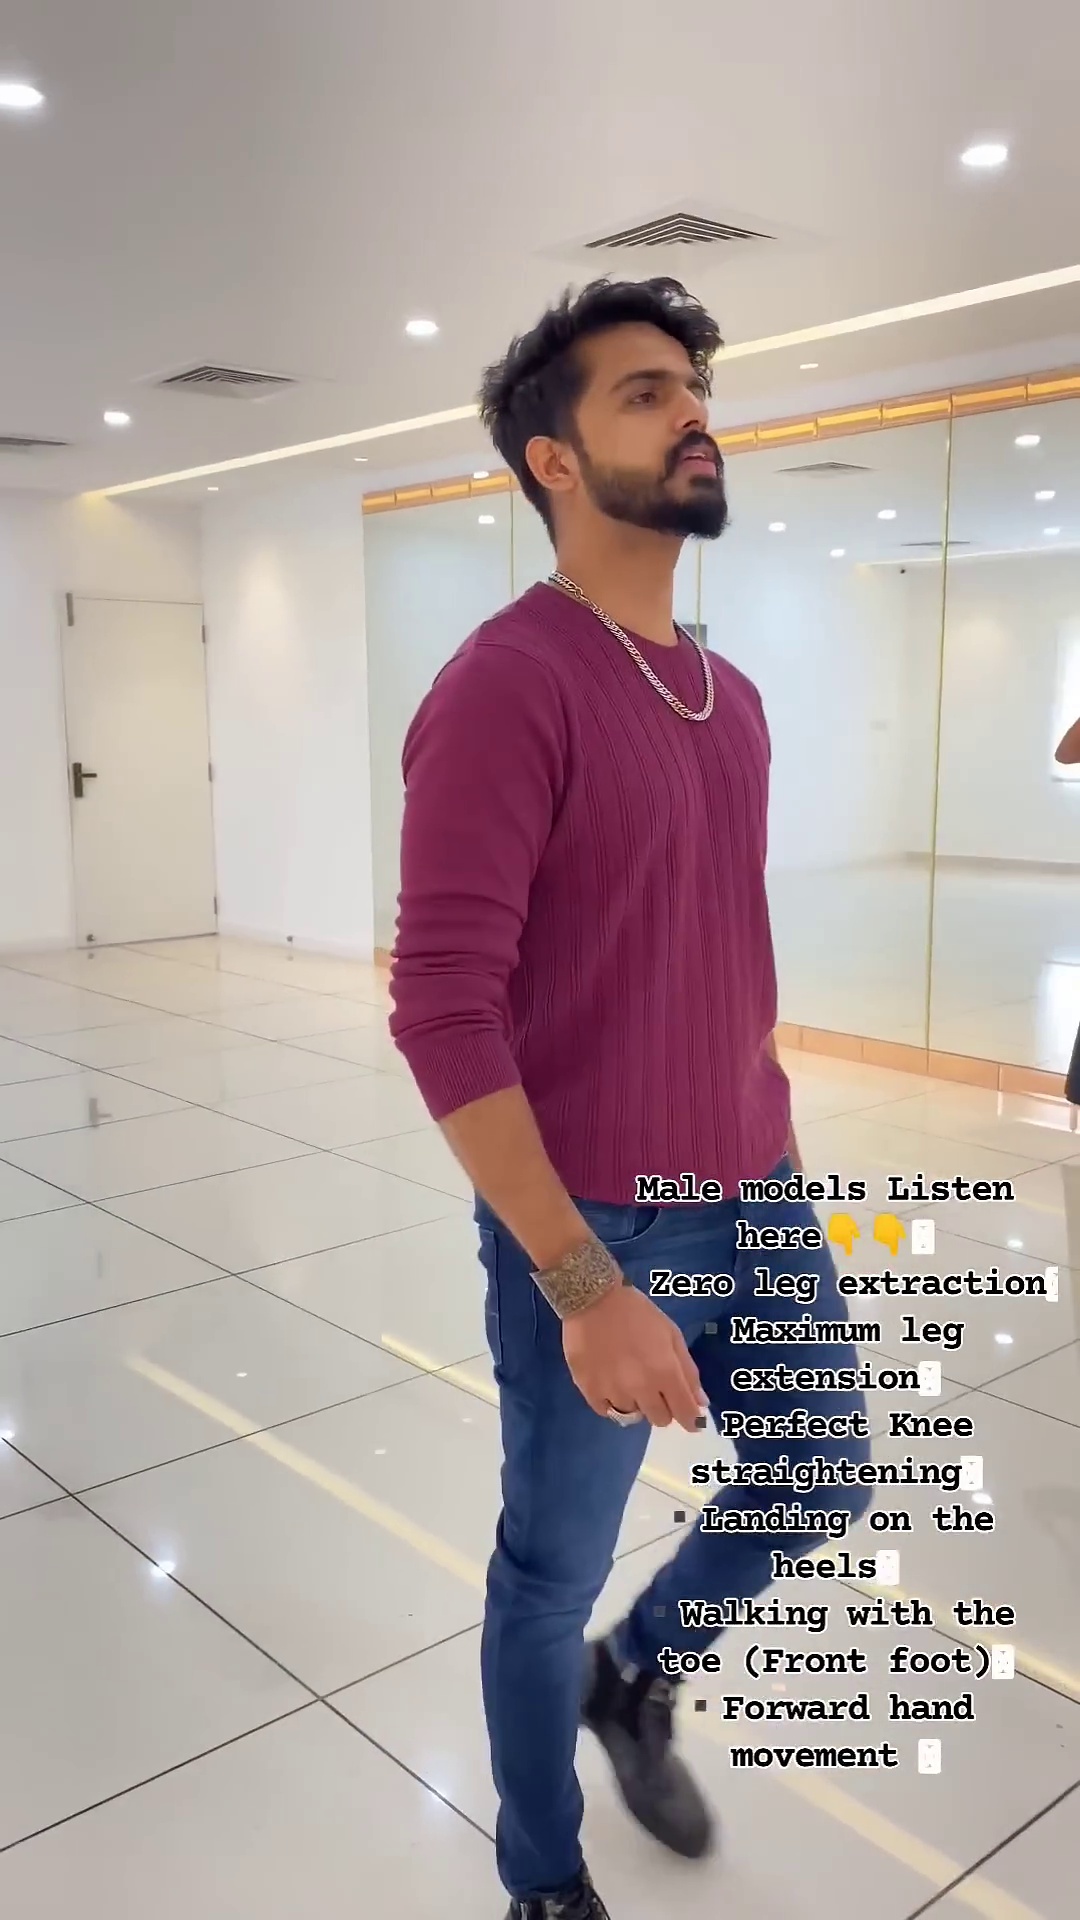 Male models Listen
here👇👇
Zero leg extraction
▪ Maximum leg
extension
▪ Perfect Knee
straightening
▪ Landing on the
heels
▪ Walking with the
toe (Front foot)
▪ Forward hand
movement